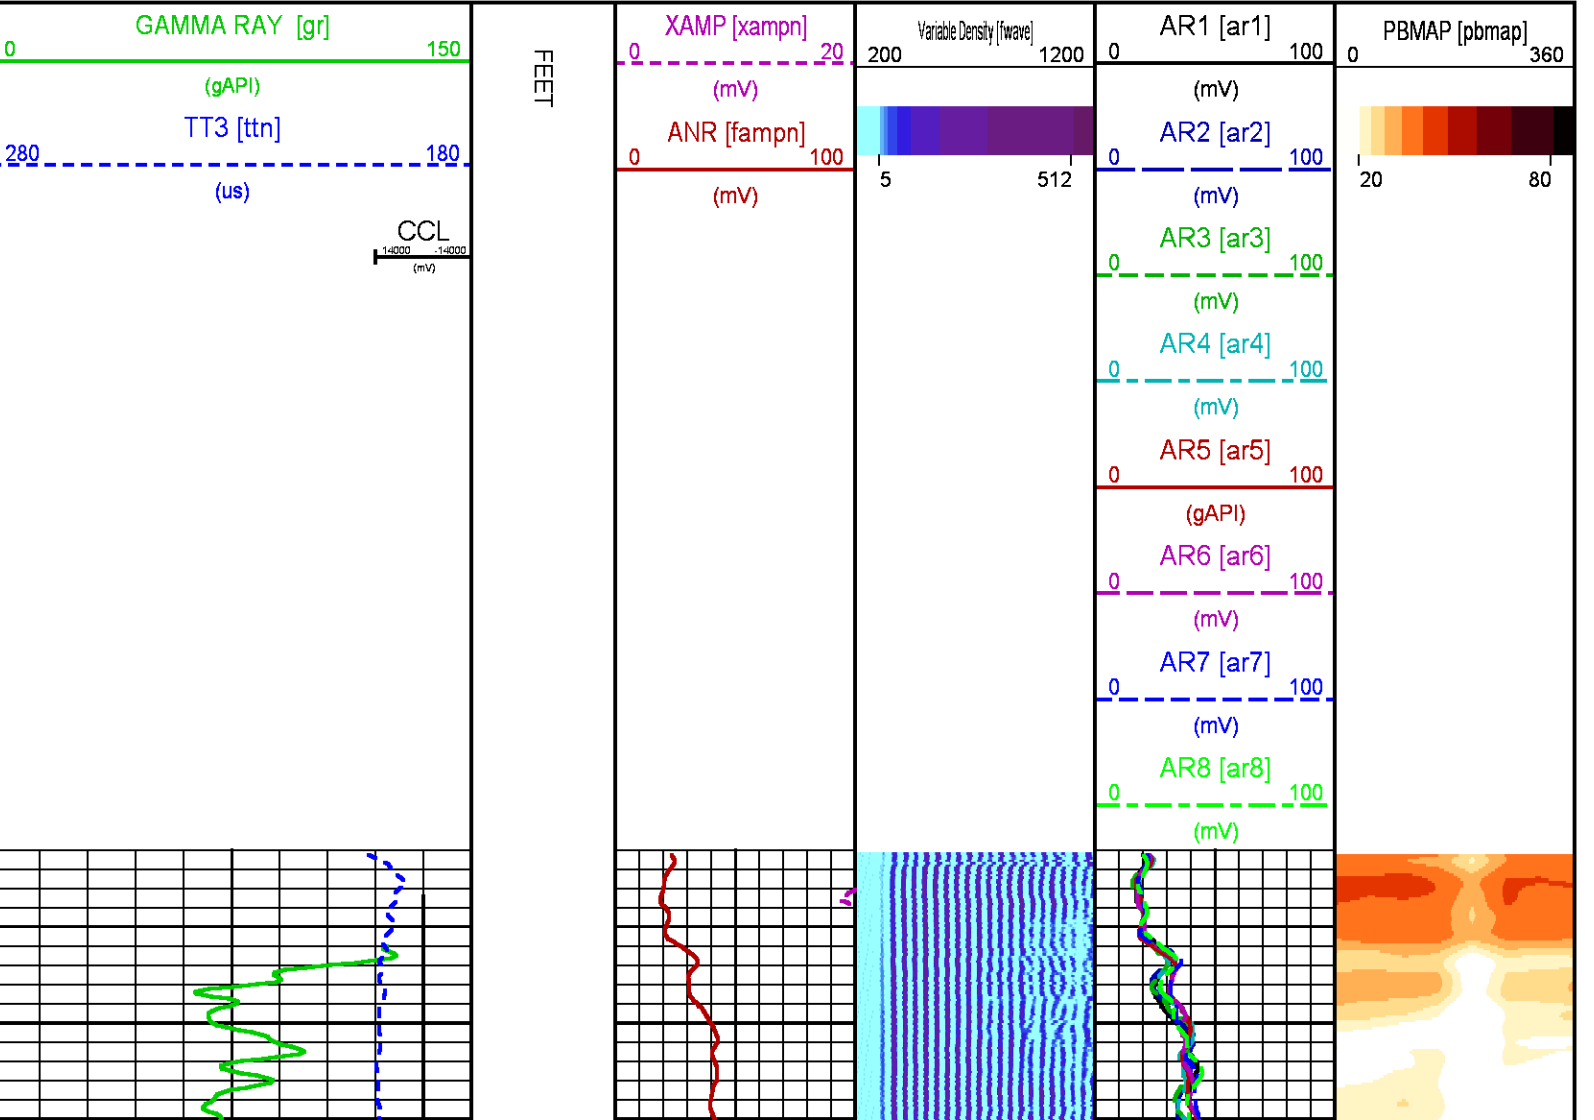 GAMMA RAY [gr]
0 150
(gAPI)
TT3 [ttn]
280 180
(us)
CCL
14000 -14000
(mV)
FEET
XAMP [xampn]
0 20
(mV)
ANR [fampn]
0 100
(mV)
Variable Density [fwave]
200 1200
5 512
AR1 [ar1]
0 100
(mV)
AR2 [ar2]
0 100
(mV)
AR3 [ar3]
0 100
(mV)
AR4 [ar4]
0 100
(mV)
AR5 [ar5]
0 100
(gAPI)
AR6 [ar6]
0 100
(mV)
AR7 [ar7]
0 100
(mV)
AR8 [ar8]
0 100
(mV)
PBMAP [pbmap]
0 360
20 80